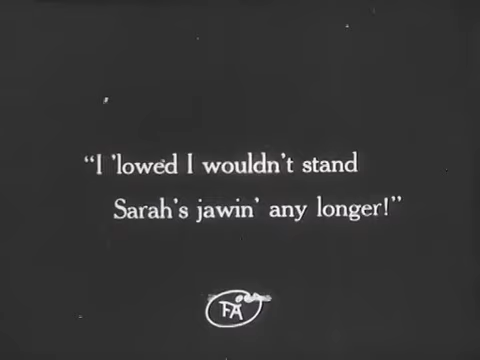 “I 'lowed I wouldn't stand
Sarah's jawin' any longer!”
FA